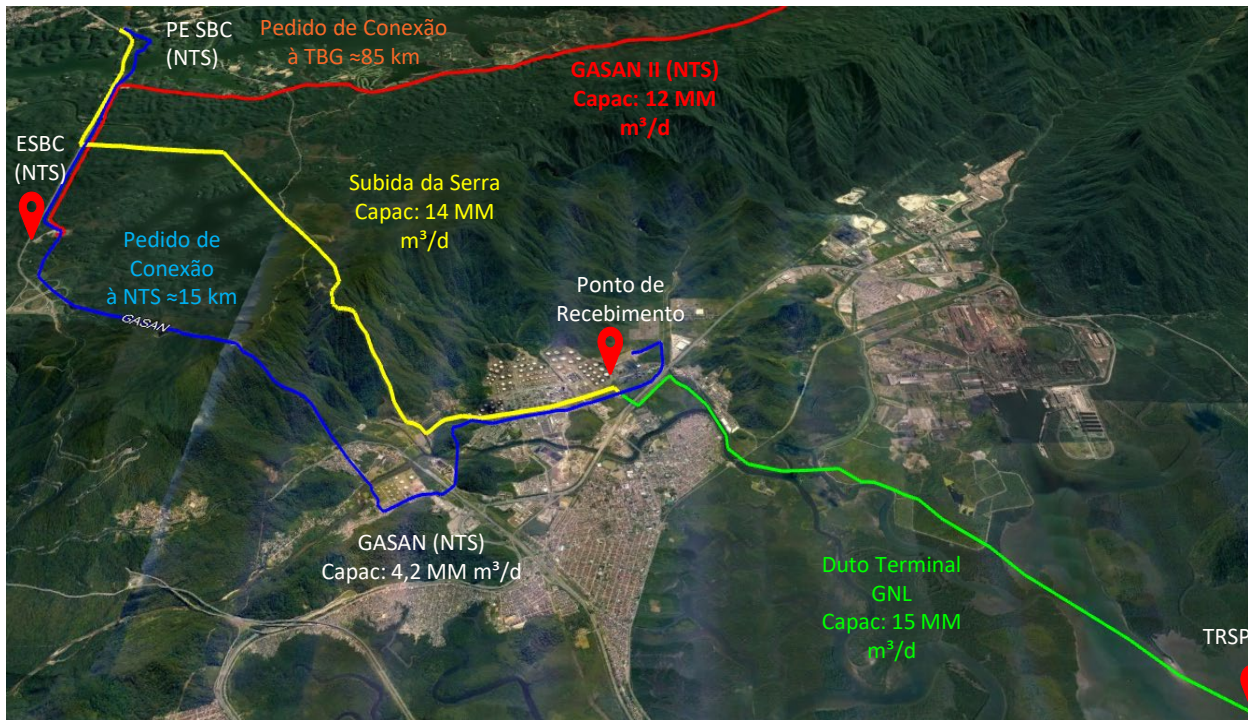 PE SBC
(NTS)
Pedido de Conexão
à TBG ≈85 km
GASAN II (NTS)
Capac: 12 MM
m³/d
ESBC
(NTS)
Subida da Serra
Capac: 14 MM
m³/d
Pedido de
Conexão
à NTS ≈15 km
GASAN
Ponto de
Recebimento
GASAN (NTS)
Capac: 4,2 MM m³/d
Duto Terminal
GNL
Capac: 15 MM
m³/d
TRSP